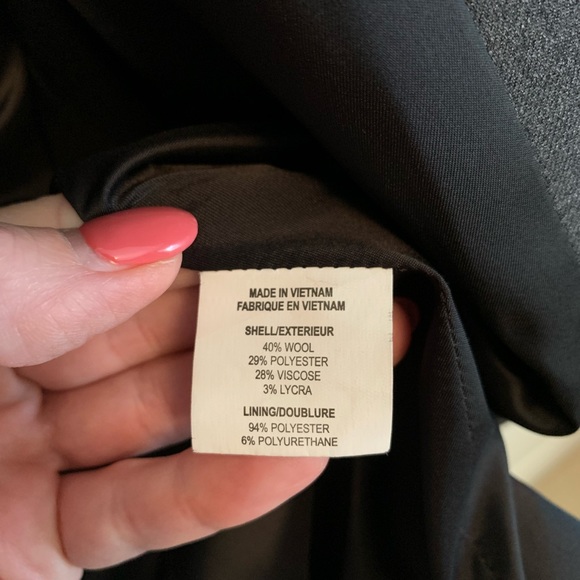 MADE IN VIETNAM
FABRIQUE EN VIETNAM
SHELL/EXTERIEUR
40% WOOL
29% POLYESTER
28% VISCOSE
3% LYCRA
LINING/DOUBLURE
94% POLYESTER
6% POLYURETHANE